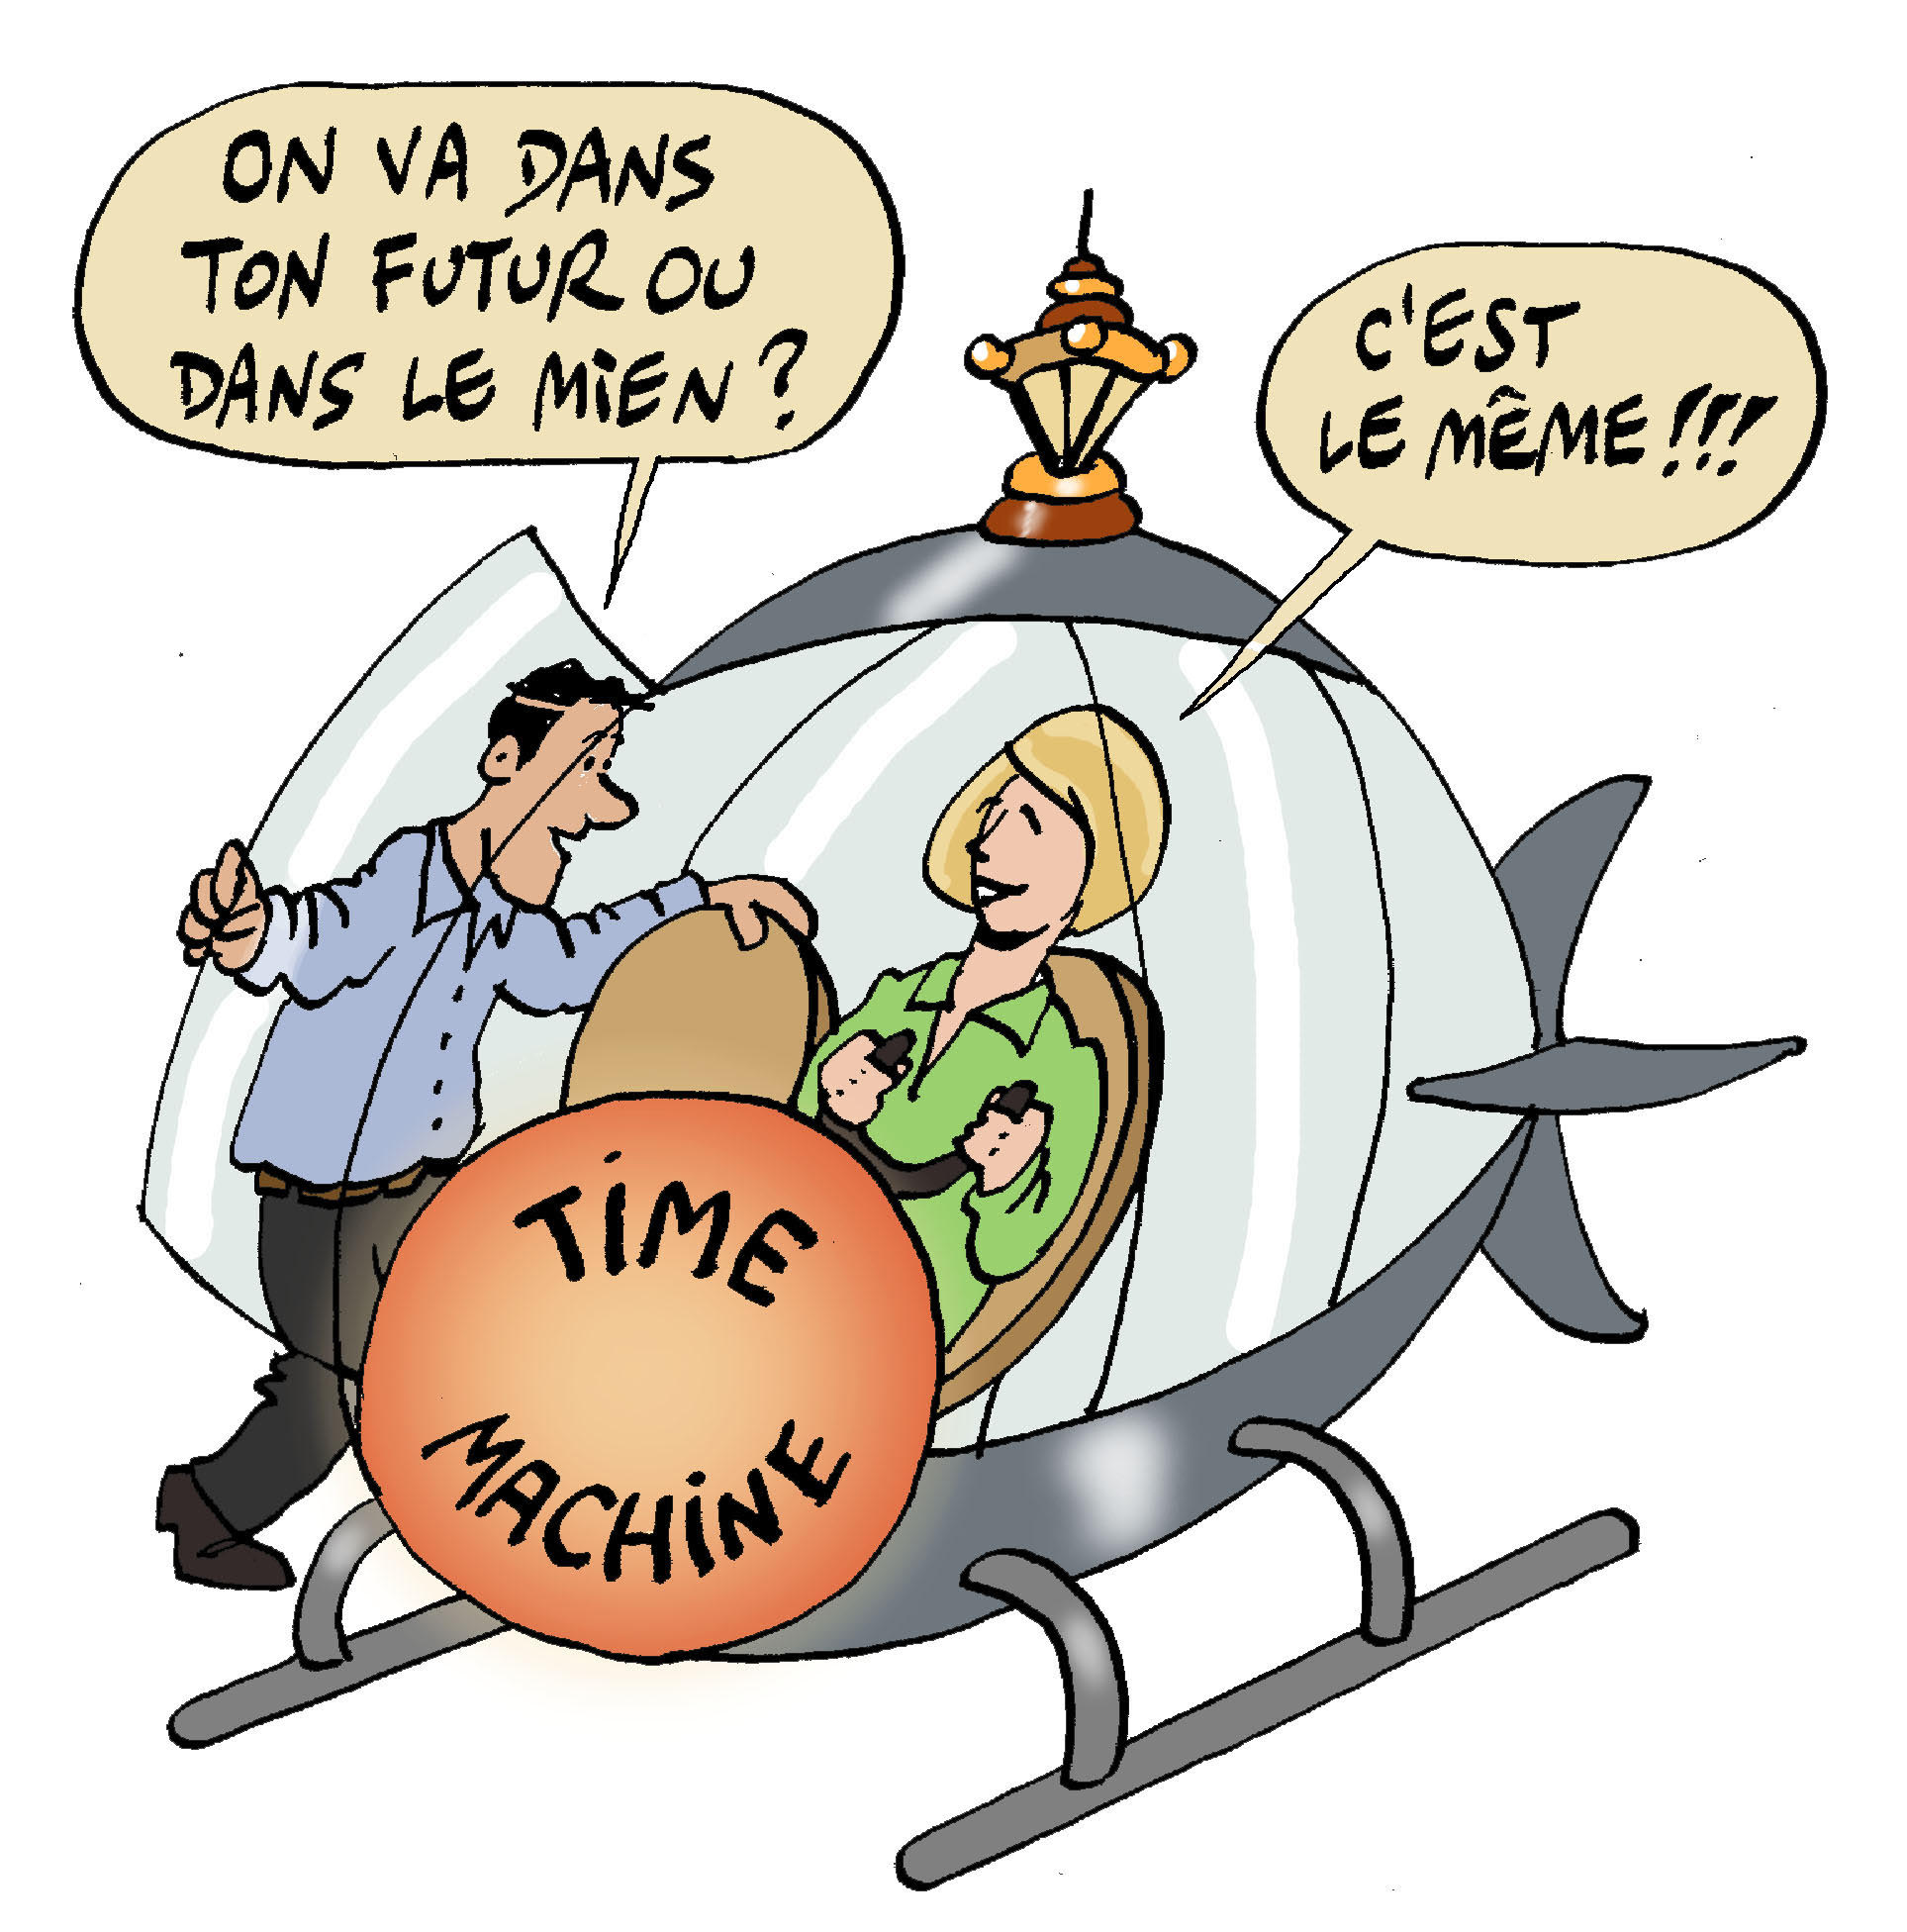 ON VA DANS
TON FUTUR OU
DANS LE MIEN ?
C'EST
LE MÊME !!!
TIME
MACHINE